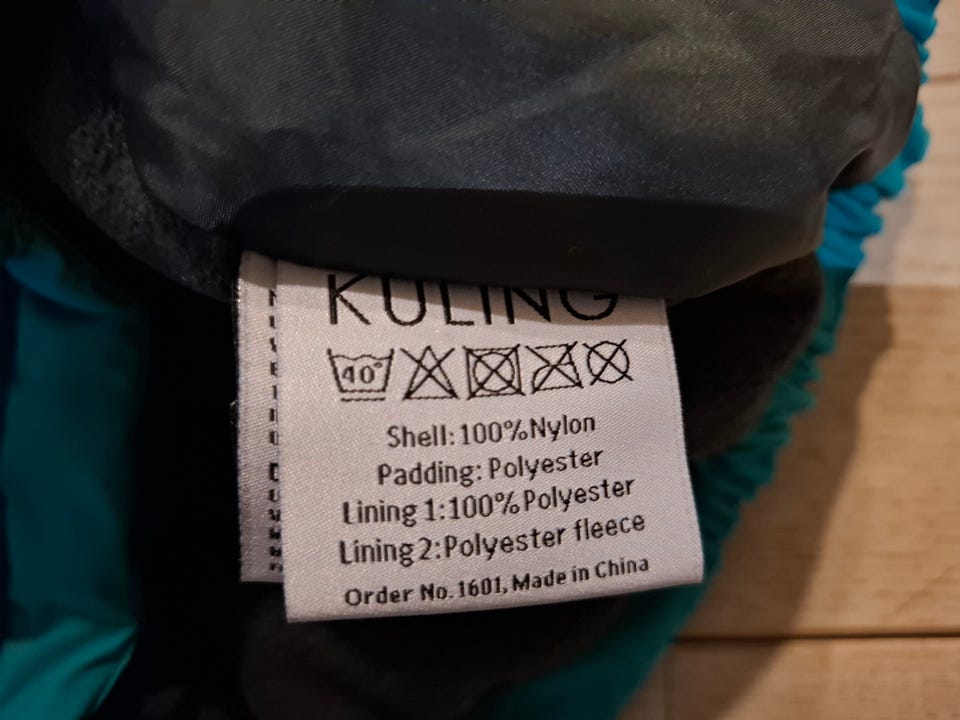 KULING
40°
Shell: 100% Nylon
Padding: Polyester
Lining 1:100% Polyester
Lining 2:Polyester fleece
Order No. 1601, Made in China